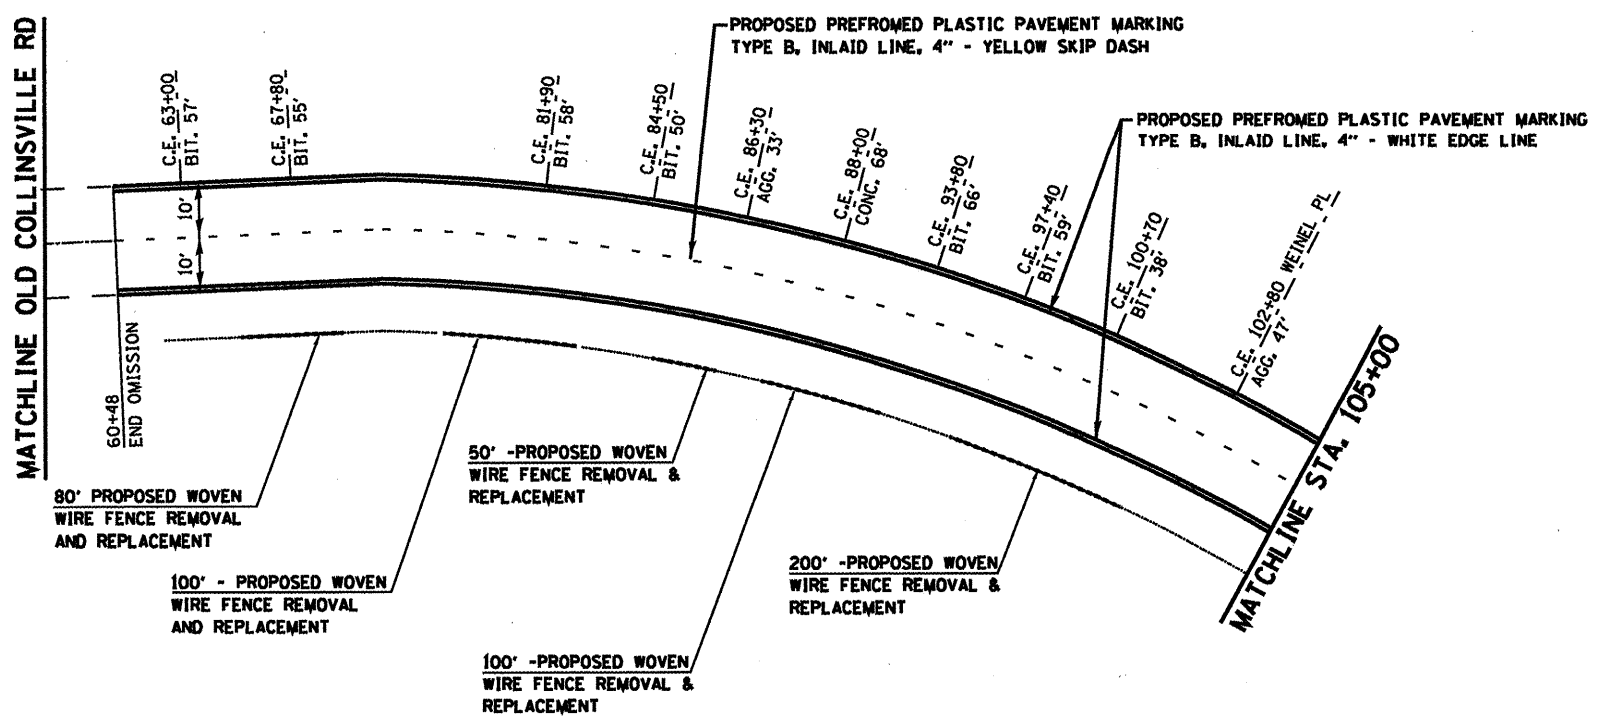 MATCHLINE OLD COLLINSVILLE RD
PROPOSED PREFROMED PLASTIC PAVEMENT MARKING
TYPE B, INLAID LINE, 4" - YELLOW SKIP DASH
PROPOSED PREFROMED PLASTIC PAVEMENT MARKING
TYPE B, INLAID LINE, 4" - WHITE EDGE LINE
C.E. 63+00
BIT. 57'
C.E. 67+80
BIT. 55'
C.E. 81+90
BIT. 58'
C.E. 84+50
BIT. 50'
C.E. 86+30
AGG. 33'
C.E. 88+00
CONC. 68'
C.E. 93+80
BIT. 66'
C.E. 97+40
BIT. 59'
C.E. 100+70
BIT. 38'
C.E. 102+80 WEINEL PL
AGG. 47'
10'
10'
60+48
END OMISSION
MATCHLINE STA. 105+00
80' PROPOSED WOVEN
WIRE FENCE REMOVAL
AND REPLACEMENT
100' - PROPOSED WOVEN
WIRE FENCE REMOVAL
AND REPLACEMENT
50' -PROPOSED WOVEN
WIRE FENCE REMOVAL &
REPLACEMENT
100' -PROPOSED WOVEN
WIRE FENCE REMOVAL &
REPLACEMENT
200' -PROPOSED WOVEN
WIRE FENCE REMOVAL &
REPLACEMENT